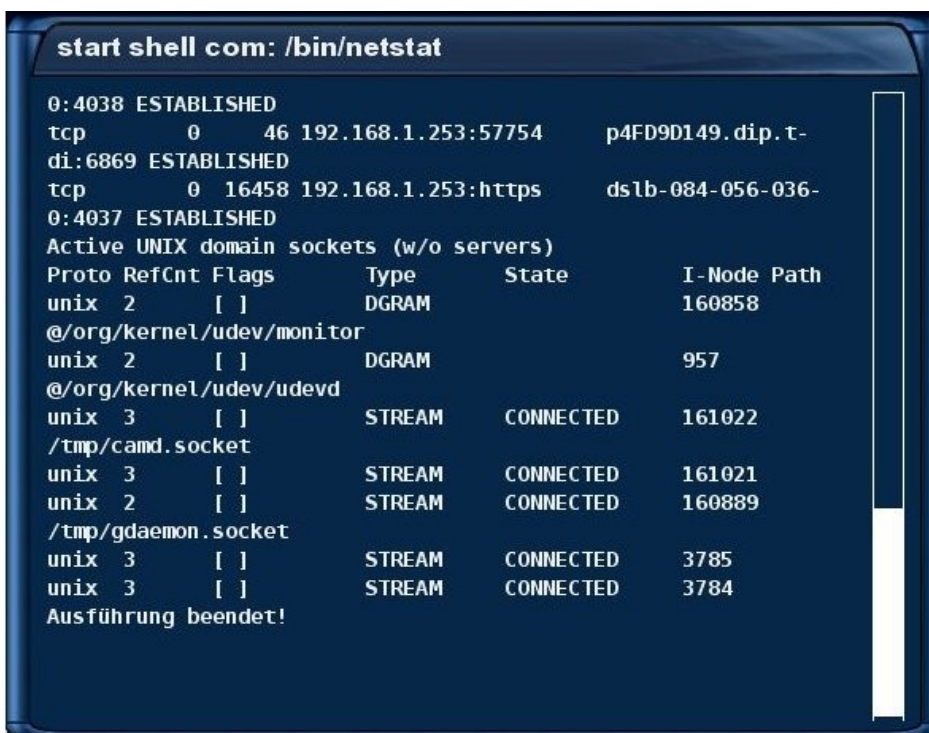 start shell com: /bin/netstat
0:4038 ESTABLISHED
tcp 0 46 192.168.1.253:57754 p4FD9D149.dip.t-
di:6869 ESTABLISHED
tcp 0 16458 192.168.1.253:https dslb-084-056-036-
0:4037 ESTABLISHED
Active UNIX domain sockets (w/o servers)
Proto RefCnt Flags Type State I-Node Path
unix 2 [ ] DGRAM 160858
@/org/kernel/udev/monitor
unix 2 [ ] DGRAM 957
@/org/kernel/udev/udevd
unix 3 [ ] STREAM CONNECTED 161022
/tmp/camd.socket
unix 3 [ ] STREAM CONNECTED 161021
unix 2 [ ] STREAM CONNECTED 160889
/tmp/gdaemon.socket
unix 3 [ ] STREAM CONNECTED 3785
unix 3 [ ] STREAM CONNECTED 3784
Ausführung beendet!